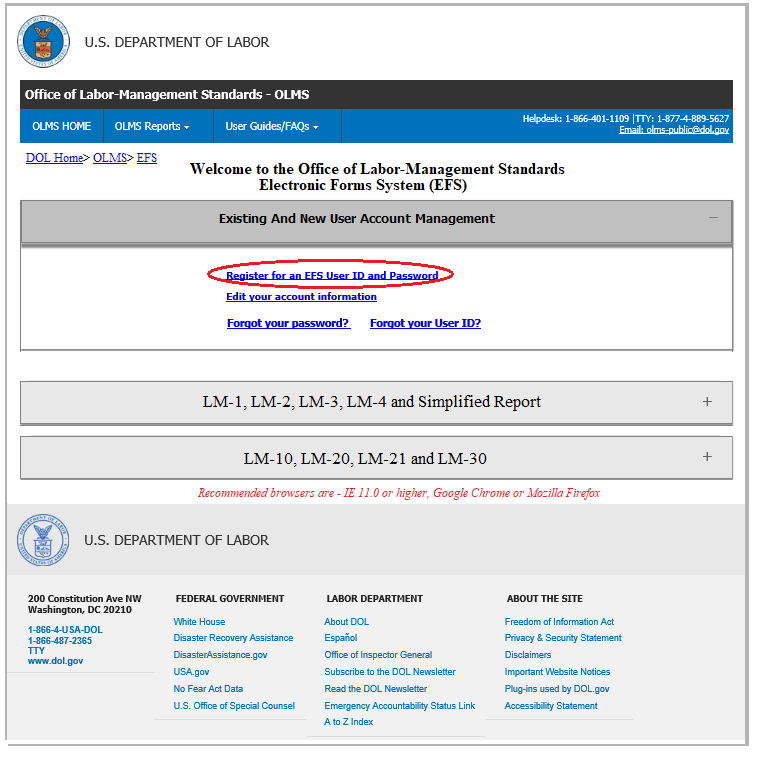 U.S. DEPARTMENT OF LABOR
Office of Labor-Management Standards - OLMS
OLMS HOME
OLMS Reports
User Guides/FAQs
Helpdesk: 1-866-401-1109 |TTY: 1-877-4-889-5627
Email: olms-public@dol.gov
DOL Home> OLMS> EFS
Welcome to the Office of Labor-Management Standards
Electronic Forms System (EFS)
Existing And New User Account Management −
Register for an EFS User ID and Password
Edit your account information
Forgot your password? Forgot your User ID?
LM-1, LM-2, LM-3, LM-4 and Simplified Report +
LM-10, LM-20, LM-21 and LM-30 +
Recommended browsers are - IE 11.0 or higher, Google Chrome or Mozilla Firefox
U.S. DEPARTMENT OF LABOR
200 Constitution Ave NW
Washington, DC 20210
1-866-4-USA-DOL
1-866-487-2365
TTY
www.dol.gov
FEDERAL GOVERNMENT
White House
Disaster Recovery Assistance
DisasterAssistance.gov
USA.gov
No Fear Act Data
U.S. Office of Special Counsel
LABOR DEPARTMENT
About DOL
Español
Office of Inspector General
Subscribe to the DOL Newsletter
Read the DOL Newsletter
Emergency Accountability Status Link
A to Z Index
ABOUT THE SITE
Freedom of Information Act
Privacy & Security Statement
Disclaimers
Important Website Notices
Plug-ins used by DOL.gov
Accessibility Statement